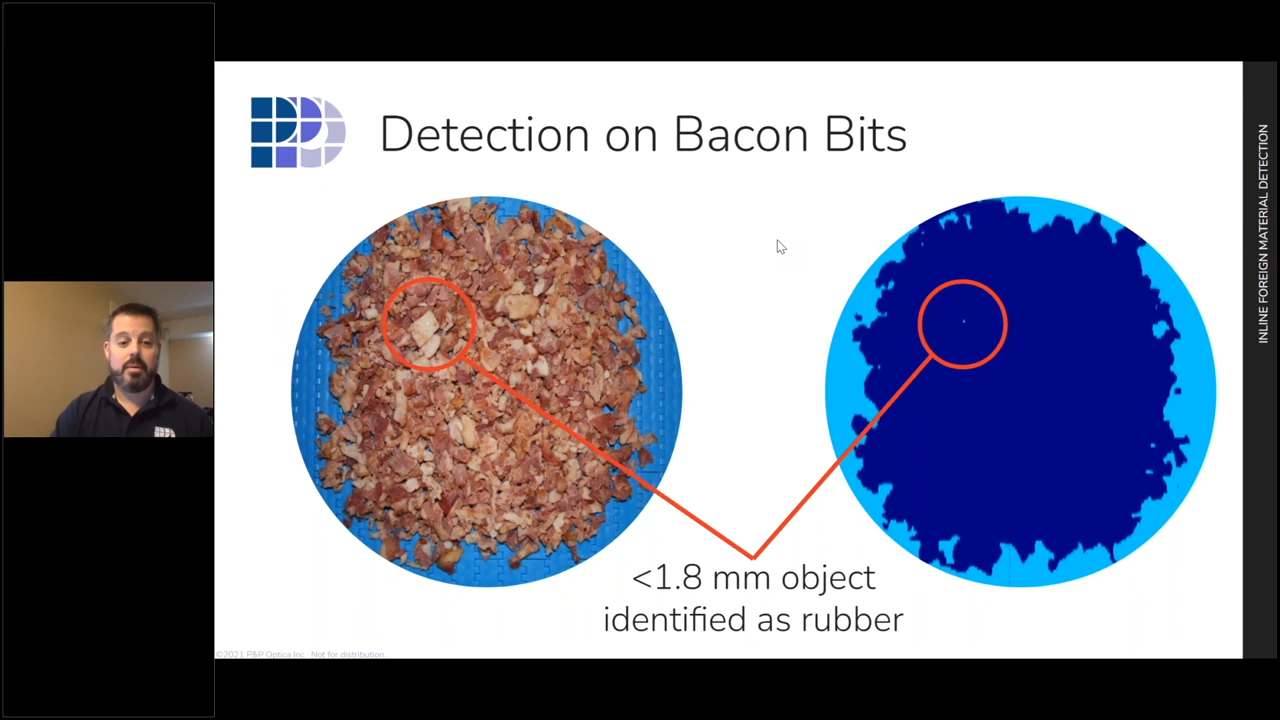 Detection on Bacon Bits
INLINE FOREIGN MATERIAL DETECTION
<1.8 mm object
identified as rubber
©2021 P&P Optica Inc. Not for distribution.